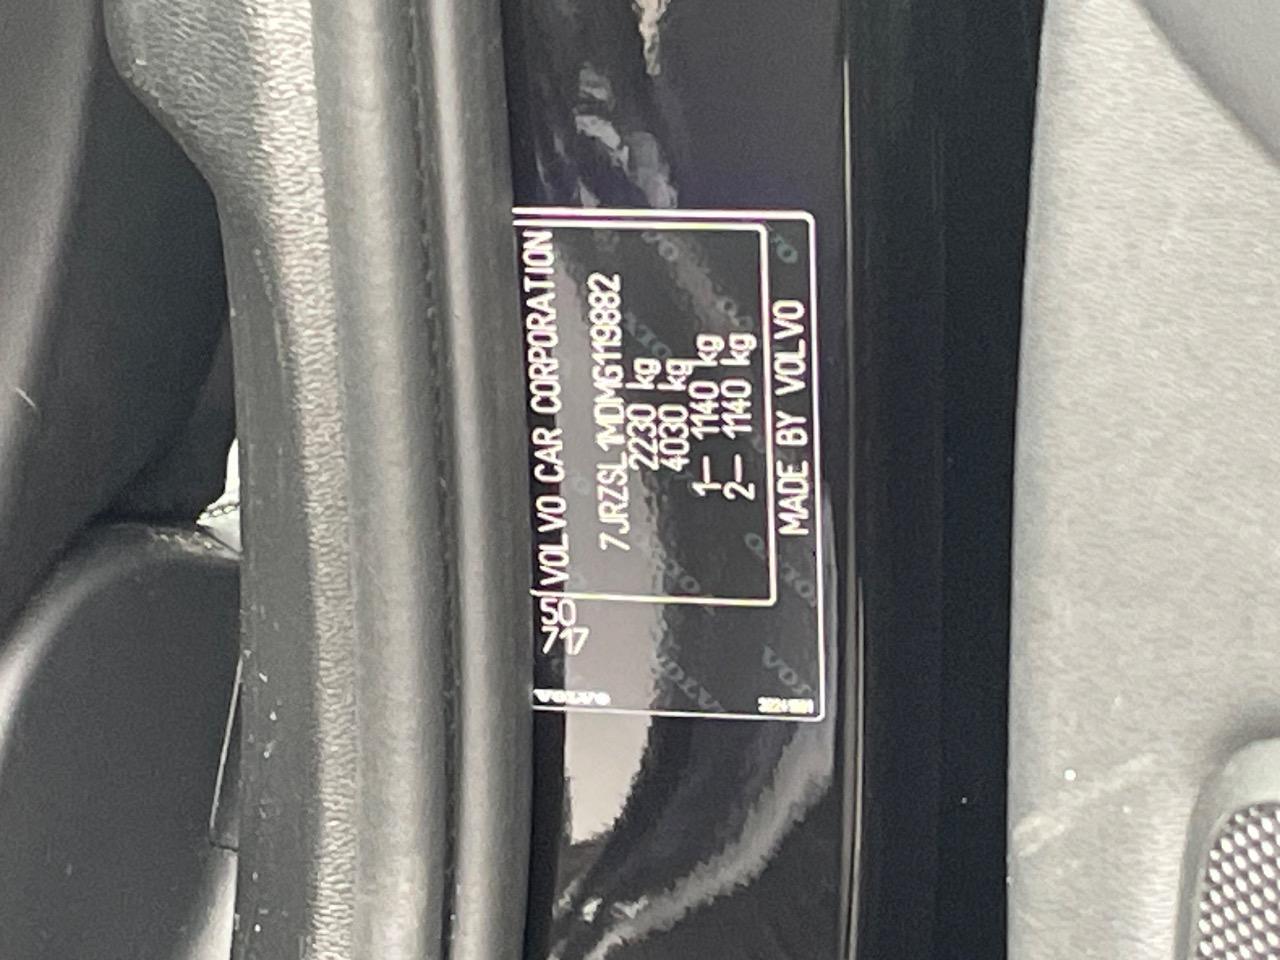 VOLVO CAR CORPORATION
7JRZSL1MDMG119882
2230 kg
4030 kg
1– 1140 kg
2– 1140 kg
MADE BY VOLVO
717
VOLVO